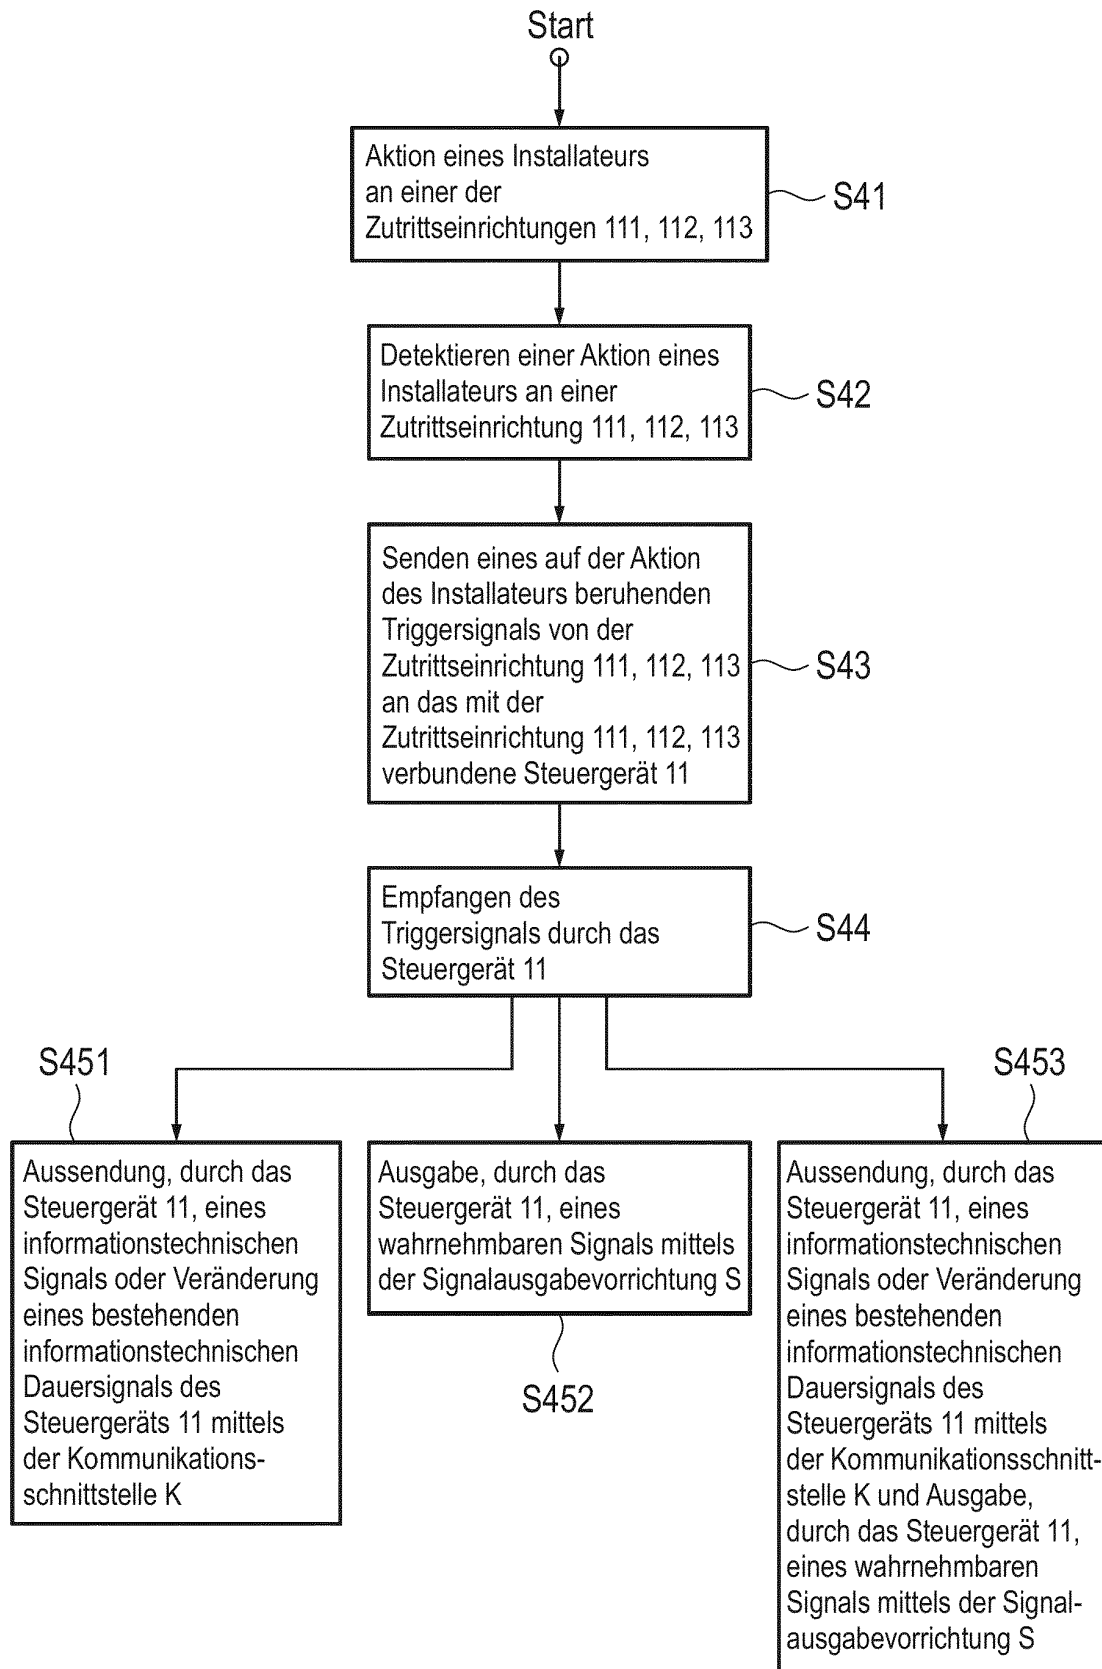 Start
Aktion eines Installateurs
an einer der
Zutrittseinrichtungen 111, 112, 113
S41
Detektieren einer Aktion eines
Installateurs an einer
Zutrittseinrichtung 111, 112, 113
S42
Senden eines auf der Aktion
des Installateurs beruhenden
Triggersignals von der
Zutrittseinrichtung 111, 112, 113
an das mit der
Zutrittseinrichtung 111, 112, 113
verbundene Steuergerät 11
S43
Empfangen des
Triggersignals durch das
Steuergerät 11
S44
S451
Aussendung, durch das
Steuergerät 11, eines
informationstechnischen
Signals oder Veränderung
eines bestehenden
informationstechnischen
Dauersignals des
Steuergeräts 11 mittels
der Kommunikations-
schnittstelle K
Ausgabe, durch das
Steuergerät 11, eines
wahrnehmbaren Signals mittels
der Signalausgabevorrichtung S
S452
S453
Aussendung, durch das
Steuergerät 11, eines
informationstechnischen
Signals oder Veränderung
eines bestehenden
informationstechnischen
Dauersignals des
Steuergeräts 11 mittels
der Kommunikationsschnitt-
stelle K und Ausgabe,
durch das Steuergerät 11,
eines wahrnehmbaren
Signals mittels der Signal-
ausgabevorrichtung S